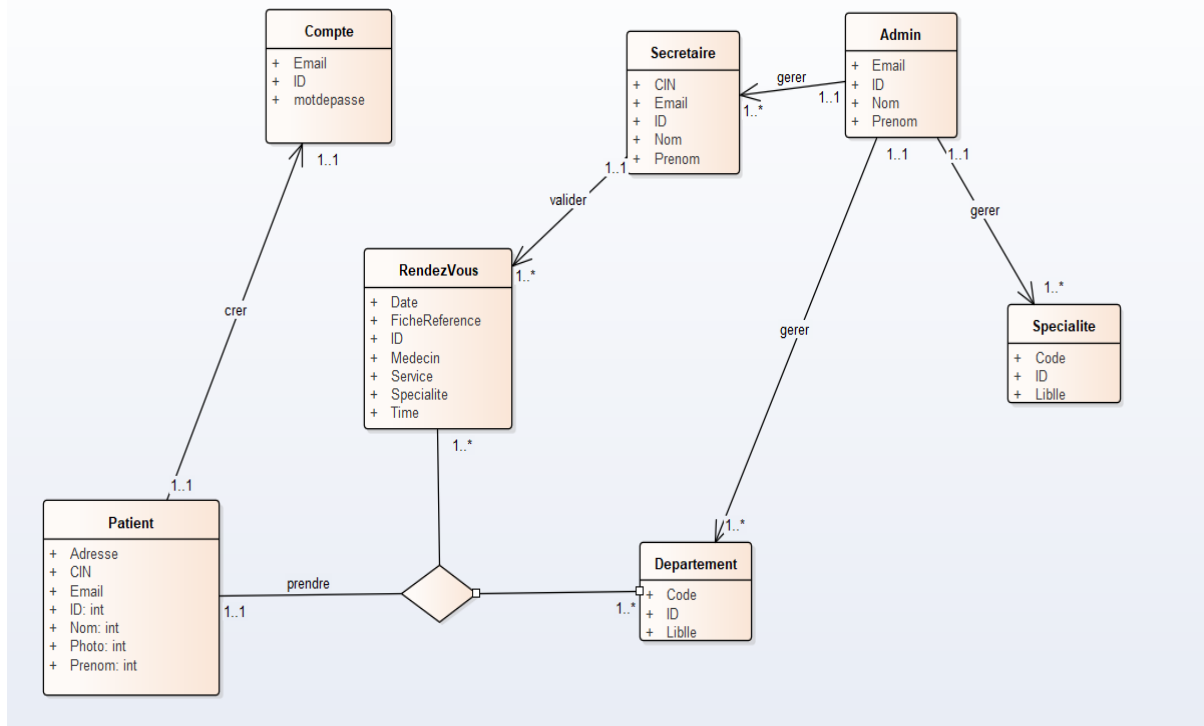 Compte
+ Email
+ ID
+ motdepasse
1..1
Secretaire
+ CIN
+ Email
+ ID
+ Nom
+ Prenom
1..1
gerer
1..*
1..1
Admin
+ Email
+ ID
+ Nom
+ Prenom
1..1
1..1
valider
gerer
RendezVous
+ Date
+ FicheReference
+ ID
+ Medecin
+ Service
+ Specialite
+ Time
1..*
1..*
1..*
Specialite
+ Code
+ ID
+ Liblle
crer
gerer
1..1
Patient
+ Adresse
+ CIN
+ Email
+ ID: int
+ Nom: int
+ Photo: int
+ Prenom: int
prendre
1..1
1..*
Departement
+ Code
+ ID
+ Liblle
1..*